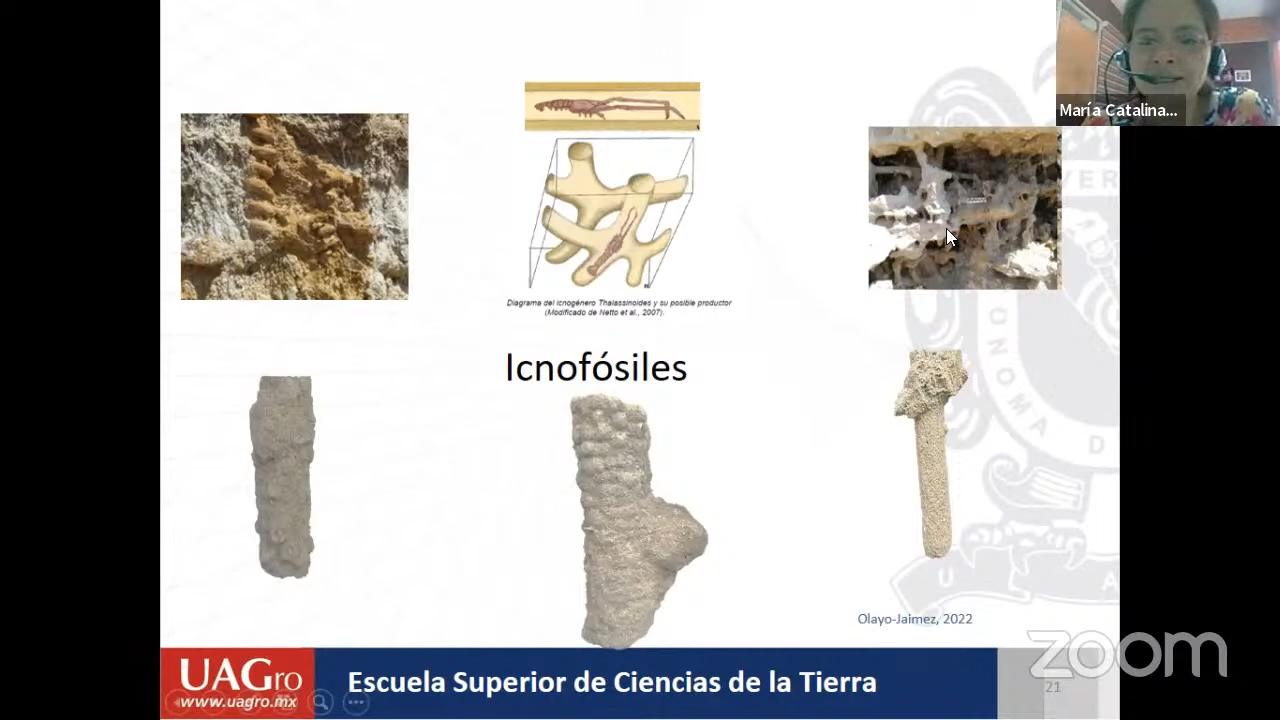 María Catalina...
Diagrama del icnogénero Thalassinoides y su posible productor
(Modificado de Netto et al., 2007).
Icnofósiles
Olayo-Jaimez, 2022
UAGro
www.uagro.mx
Escuela Superior de Ciencias de la Tierra
21
zoom